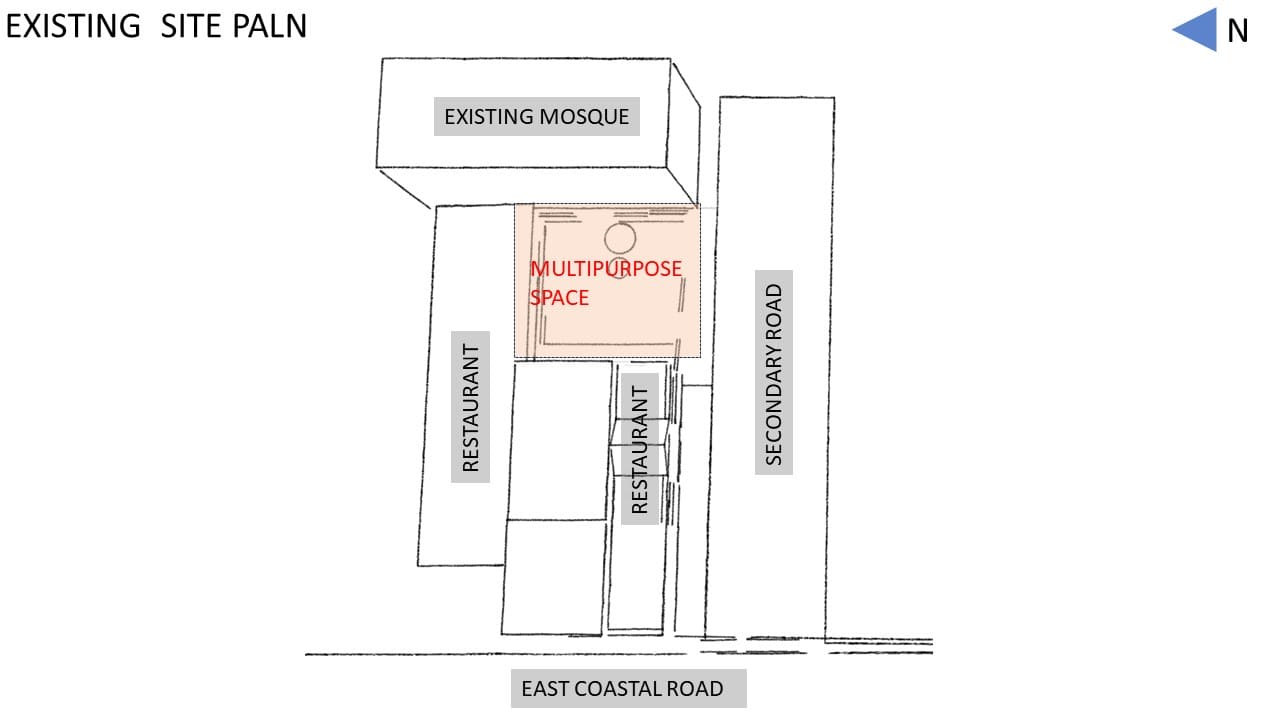 EXISTING SITE PALN
N
EXISTING MOSQUE
MULTIPURPOSE
SPACE
RESTAURANT
RESTAURANT
SECONDARY ROAD
EAST COASTAL ROAD